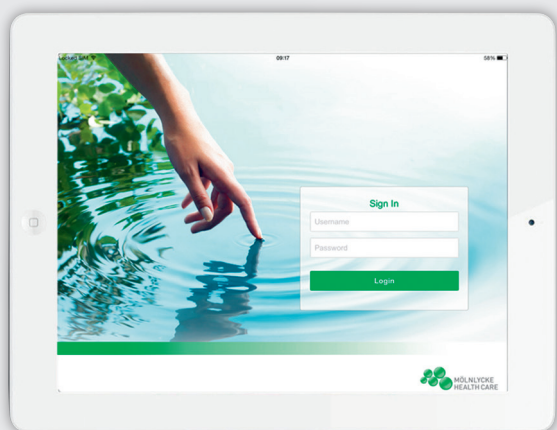 09:17
58%
Sign In
Username
Password
Login
MÖLNLYCKE
HEALTH CARE